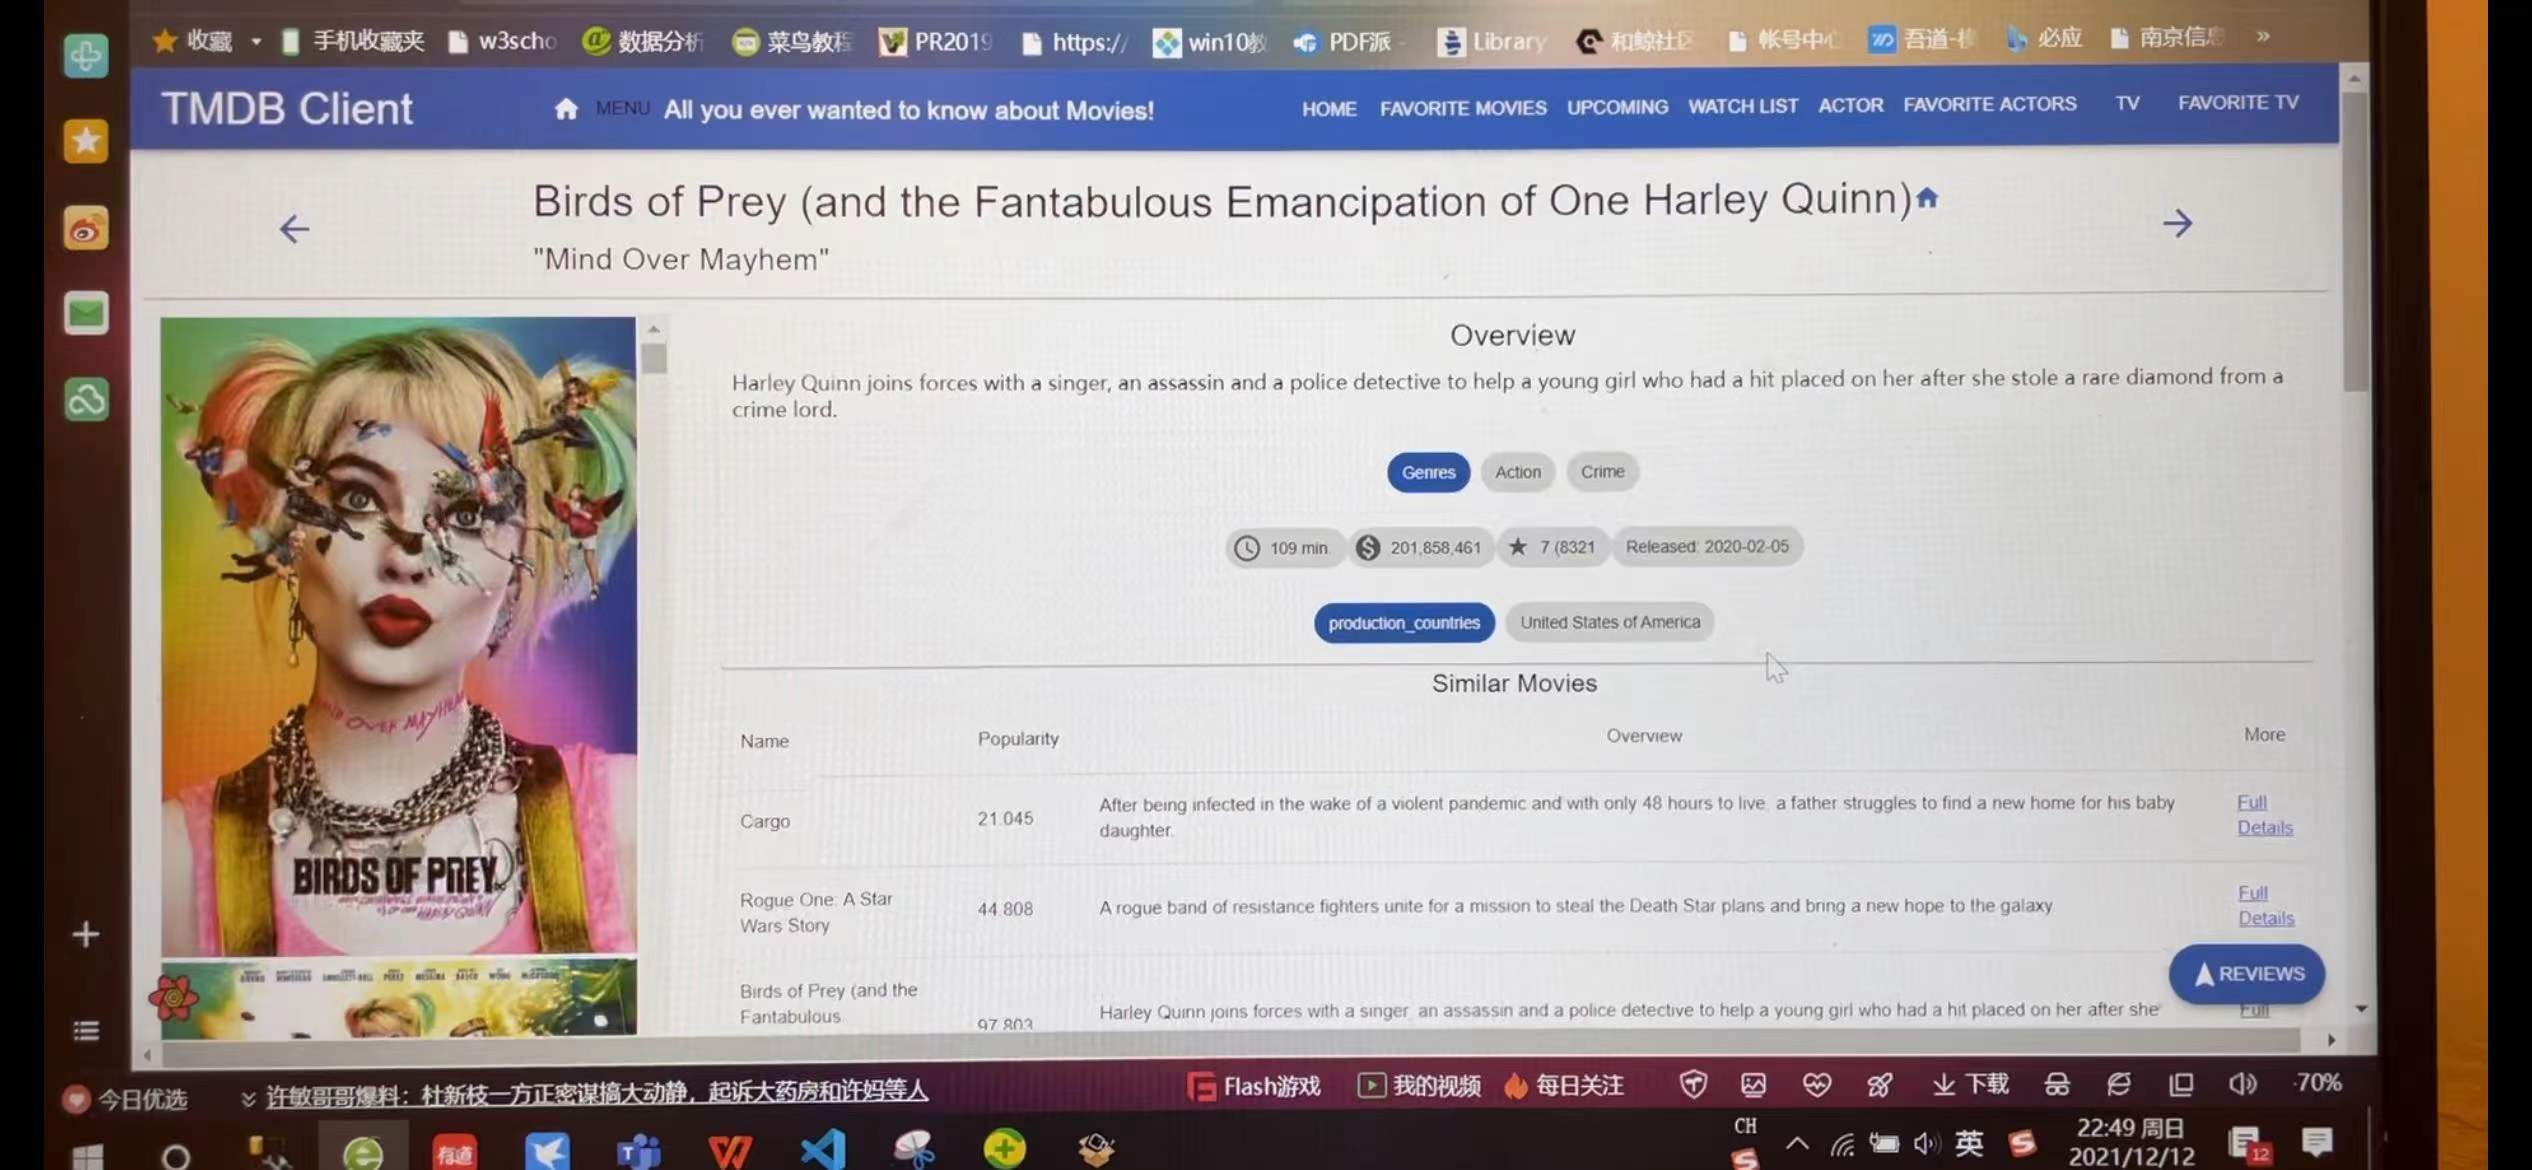 收藏 手机收藏夹 w3scho 数据分析 菜鸟教程 PR2019 https:// win10教 PDF派 Library 和鲸社区 帐号中心 吾道-模 必应 南京信息 »
TMDB Client MENU All you ever wanted to know about Movies! HOME FAVORITE MOVIES UPCOMING WATCH LIST ACTOR FAVORITE ACTORS TV FAVORITE TV
Birds of Prey (and the Fantabulous Emancipation of One Harley Quinn)
"Mind Over Mayhem"
Overview
Harley Quinn joins forces with a singer, an assassin and a police detective to help a young girl who had a hit placed on her after she stole a rare diamond from a
crime lord.
Genres Action Crime
109 min. 201,858,461 7 (8321 Released: 2020-02-05
production_countries United States of America
MIND OVER MAYHEM
BIRDS OF PREY
Similar Movies
Name Popularity Overview More
Cargo 21.045 After being infected in the wake of a violent pandemic and with only 48 hours to live, a father struggles to find a new home for his baby
daughter.
Full
Details
Rogue One: A Star
Wars Story
44.808 A rogue band of resistance fighters unite for a mission to steal the Death Star plans and bring a new hope to the galaxy.
Full
Details
REVIEWS
Birds of Prey (and the
Fantabulous
97.803 Harley Quinn joins forces with a singer, an assassin and a police detective to help a young girl who had a hit placed on her after she
Full
今日优选 许敏哥哥爆料：杜新枝一方正密谋搞大动静，起诉大药房和许妈等人 Flash游戏 我的视频 每日关注 下载 70%
有道 CH 英 22:49 周日
2021/12/12
12